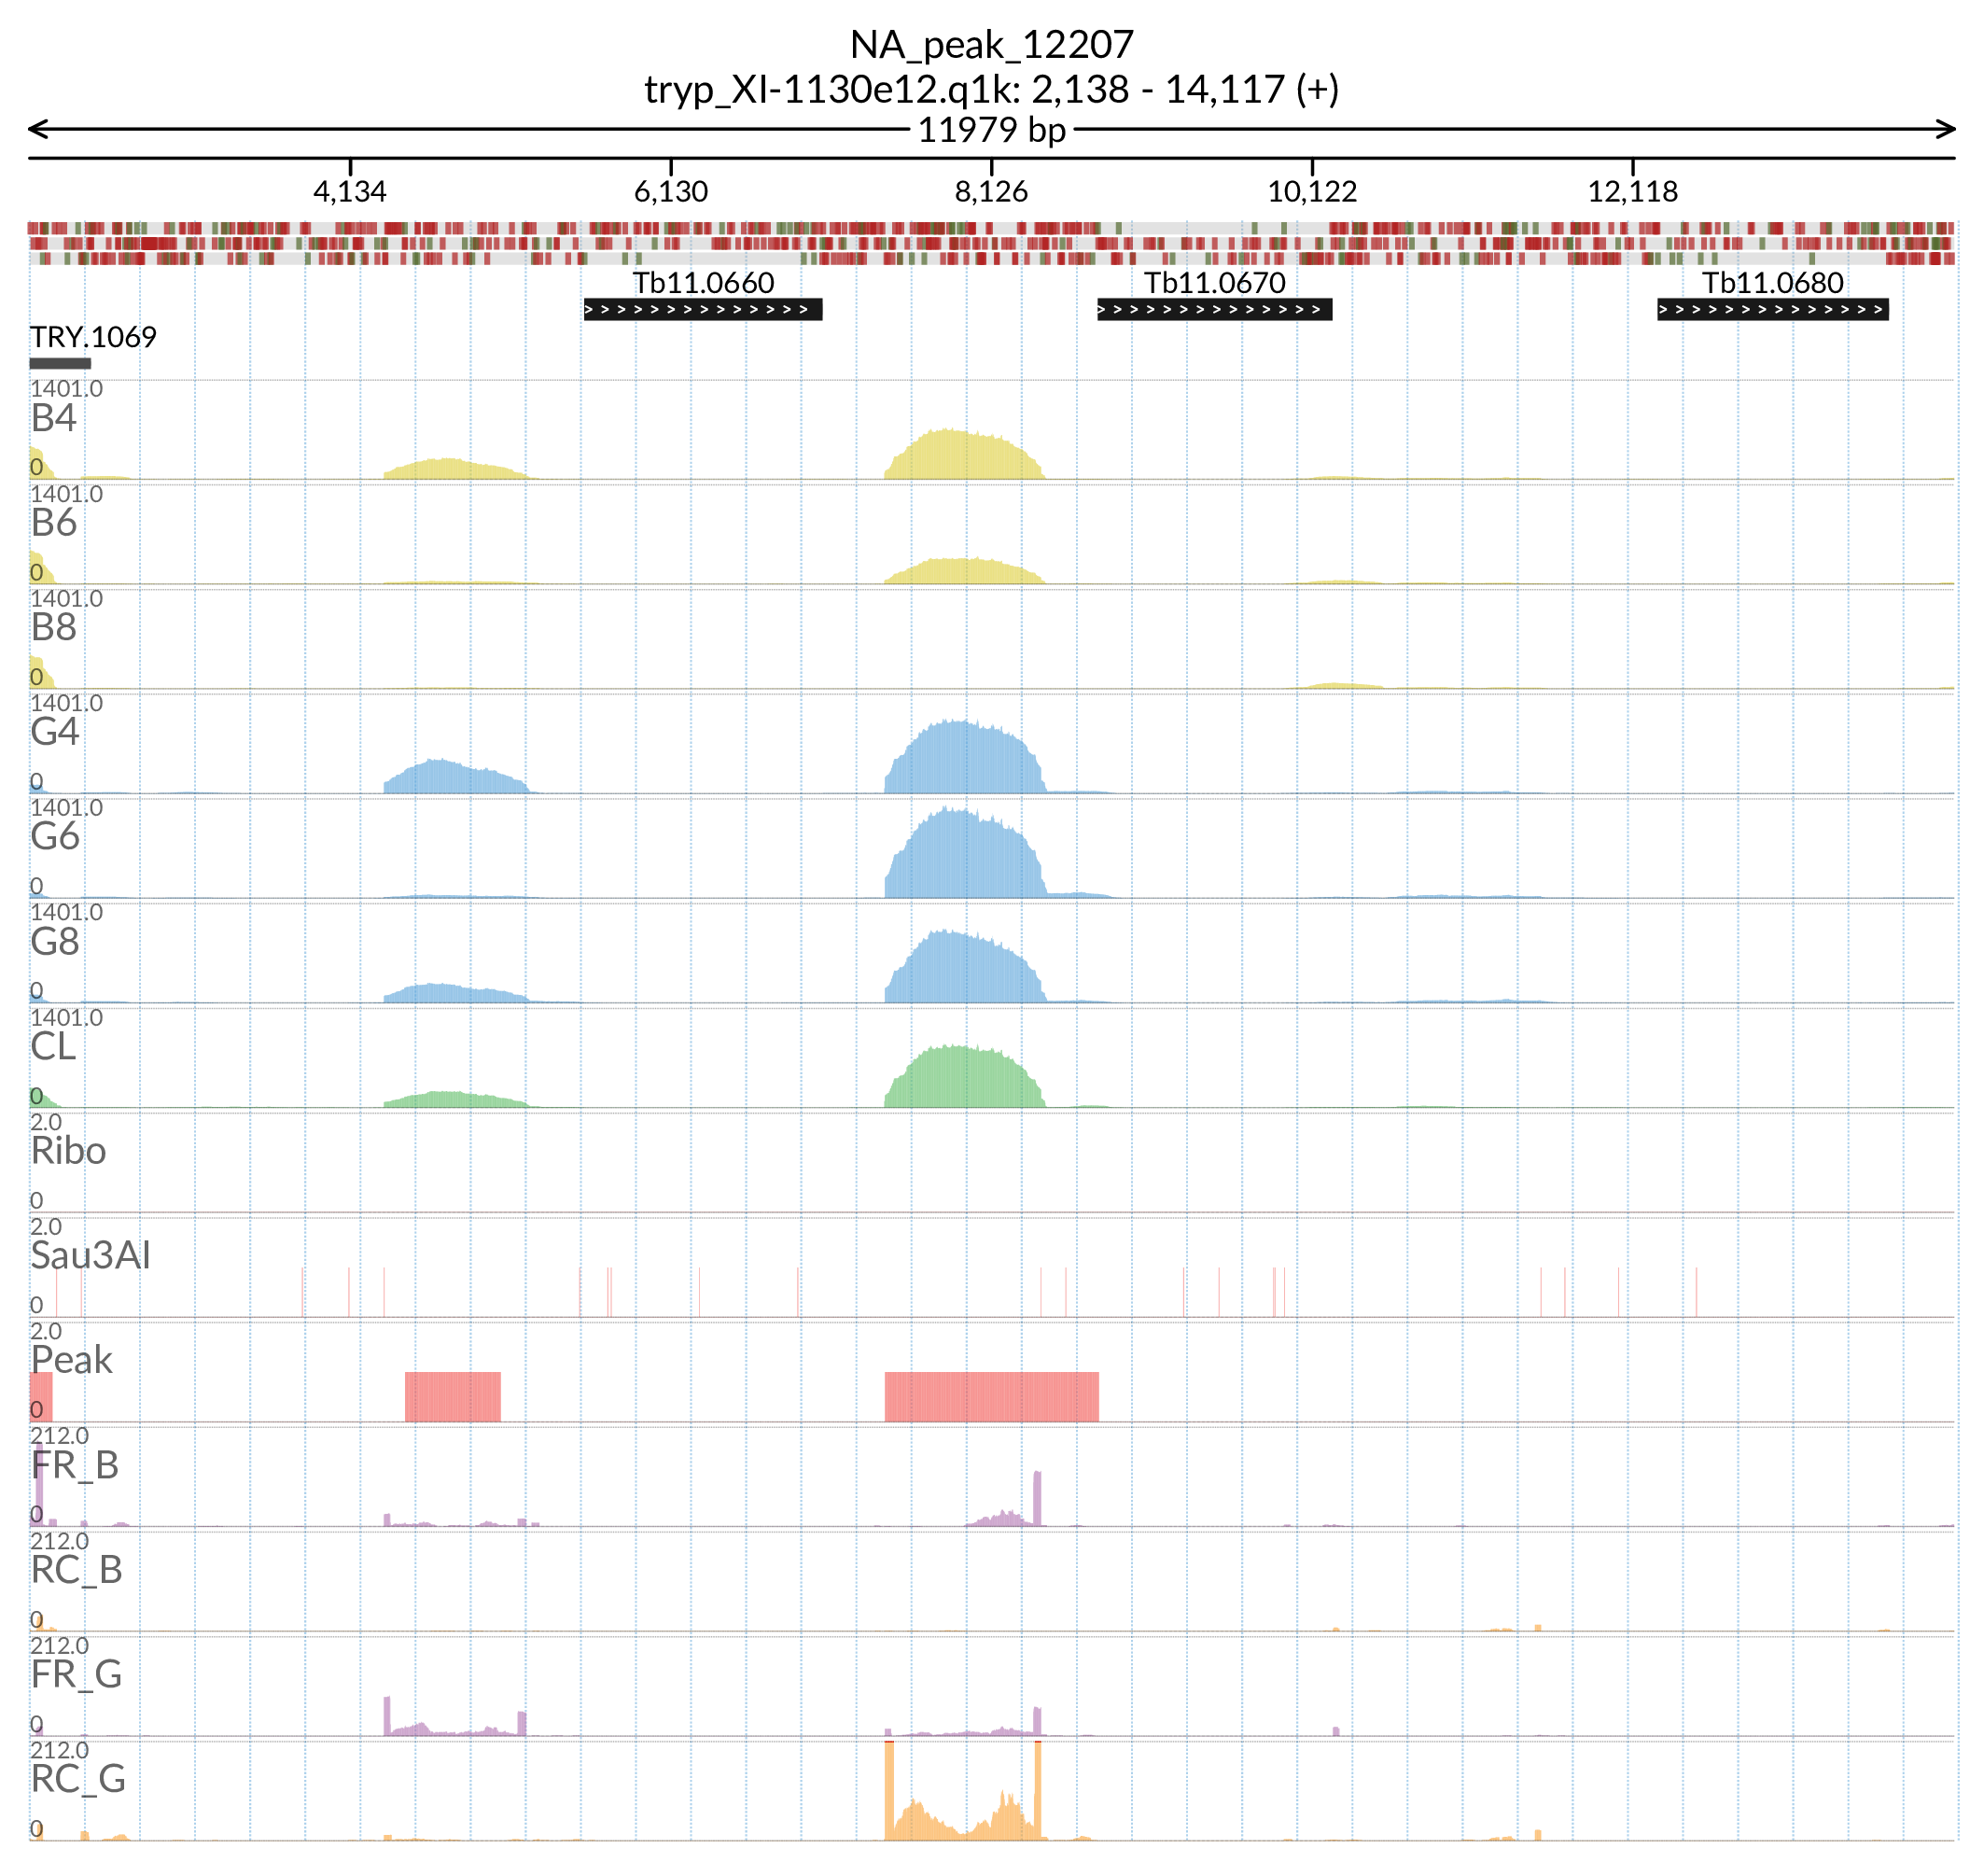 NA_peak_12207
tryp_XI-1130e12.q1k: 2,138 - 14,117 (+)
11979 bp
4,134 6,130 8,126 10,122 12,118
Tb11.0660 Tb11.0670 Tb11.0680
TRY.1069
1401.0
B4
0
1401.0
B6
0
1401.0
B8
0
1401.0
G4
0
1401.0
G6
0
1401.0
G8
0
1401.0
CL
0
2.0
Ribo
0
2.0
Sau3AI
0
2.0
Peak
0
212.0
FR_B
0
212.0
RC_B
0
212.0
FR_G
0
212.0
RC_G
0